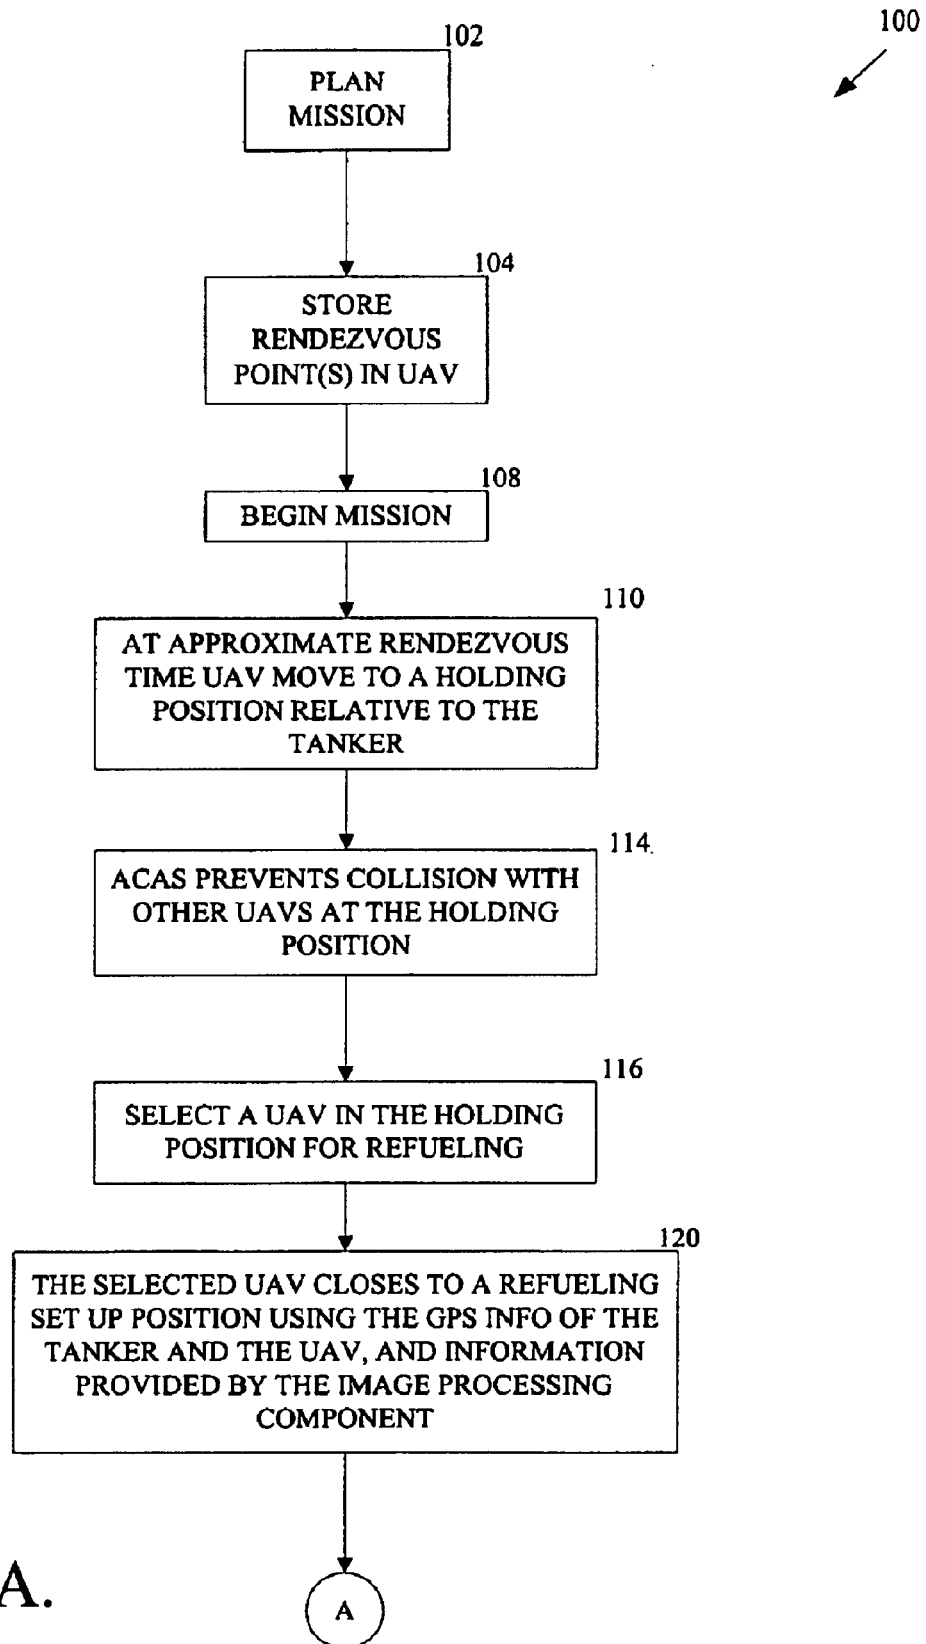 100
102
PLAN
MISSION
104
STORE
RENDEZVOUS
POINT(S) IN UAV
108
BEGIN MISSION
110
AT APPROXIMATE RENDEZVOUS
TIME UAV MOVE TO A HOLDING
POSITION RELATIVE TO THE
TANKER
114
ACAS PREVENTS COLLISION WITH
OTHER UAVS AT THE HOLDING
POSITION
116
SELECT A UAV IN THE HOLDING
POSITION FOR REFUELING
120
THE SELECTED UAV CLOSES TO A REFUELING
SET UP POSITION USING THE GPS INFO OF THE
TANKER AND THE UAV, AND INFORMATION
PROVIDED BY THE IMAGE PROCESSING
COMPONENT
A.
A